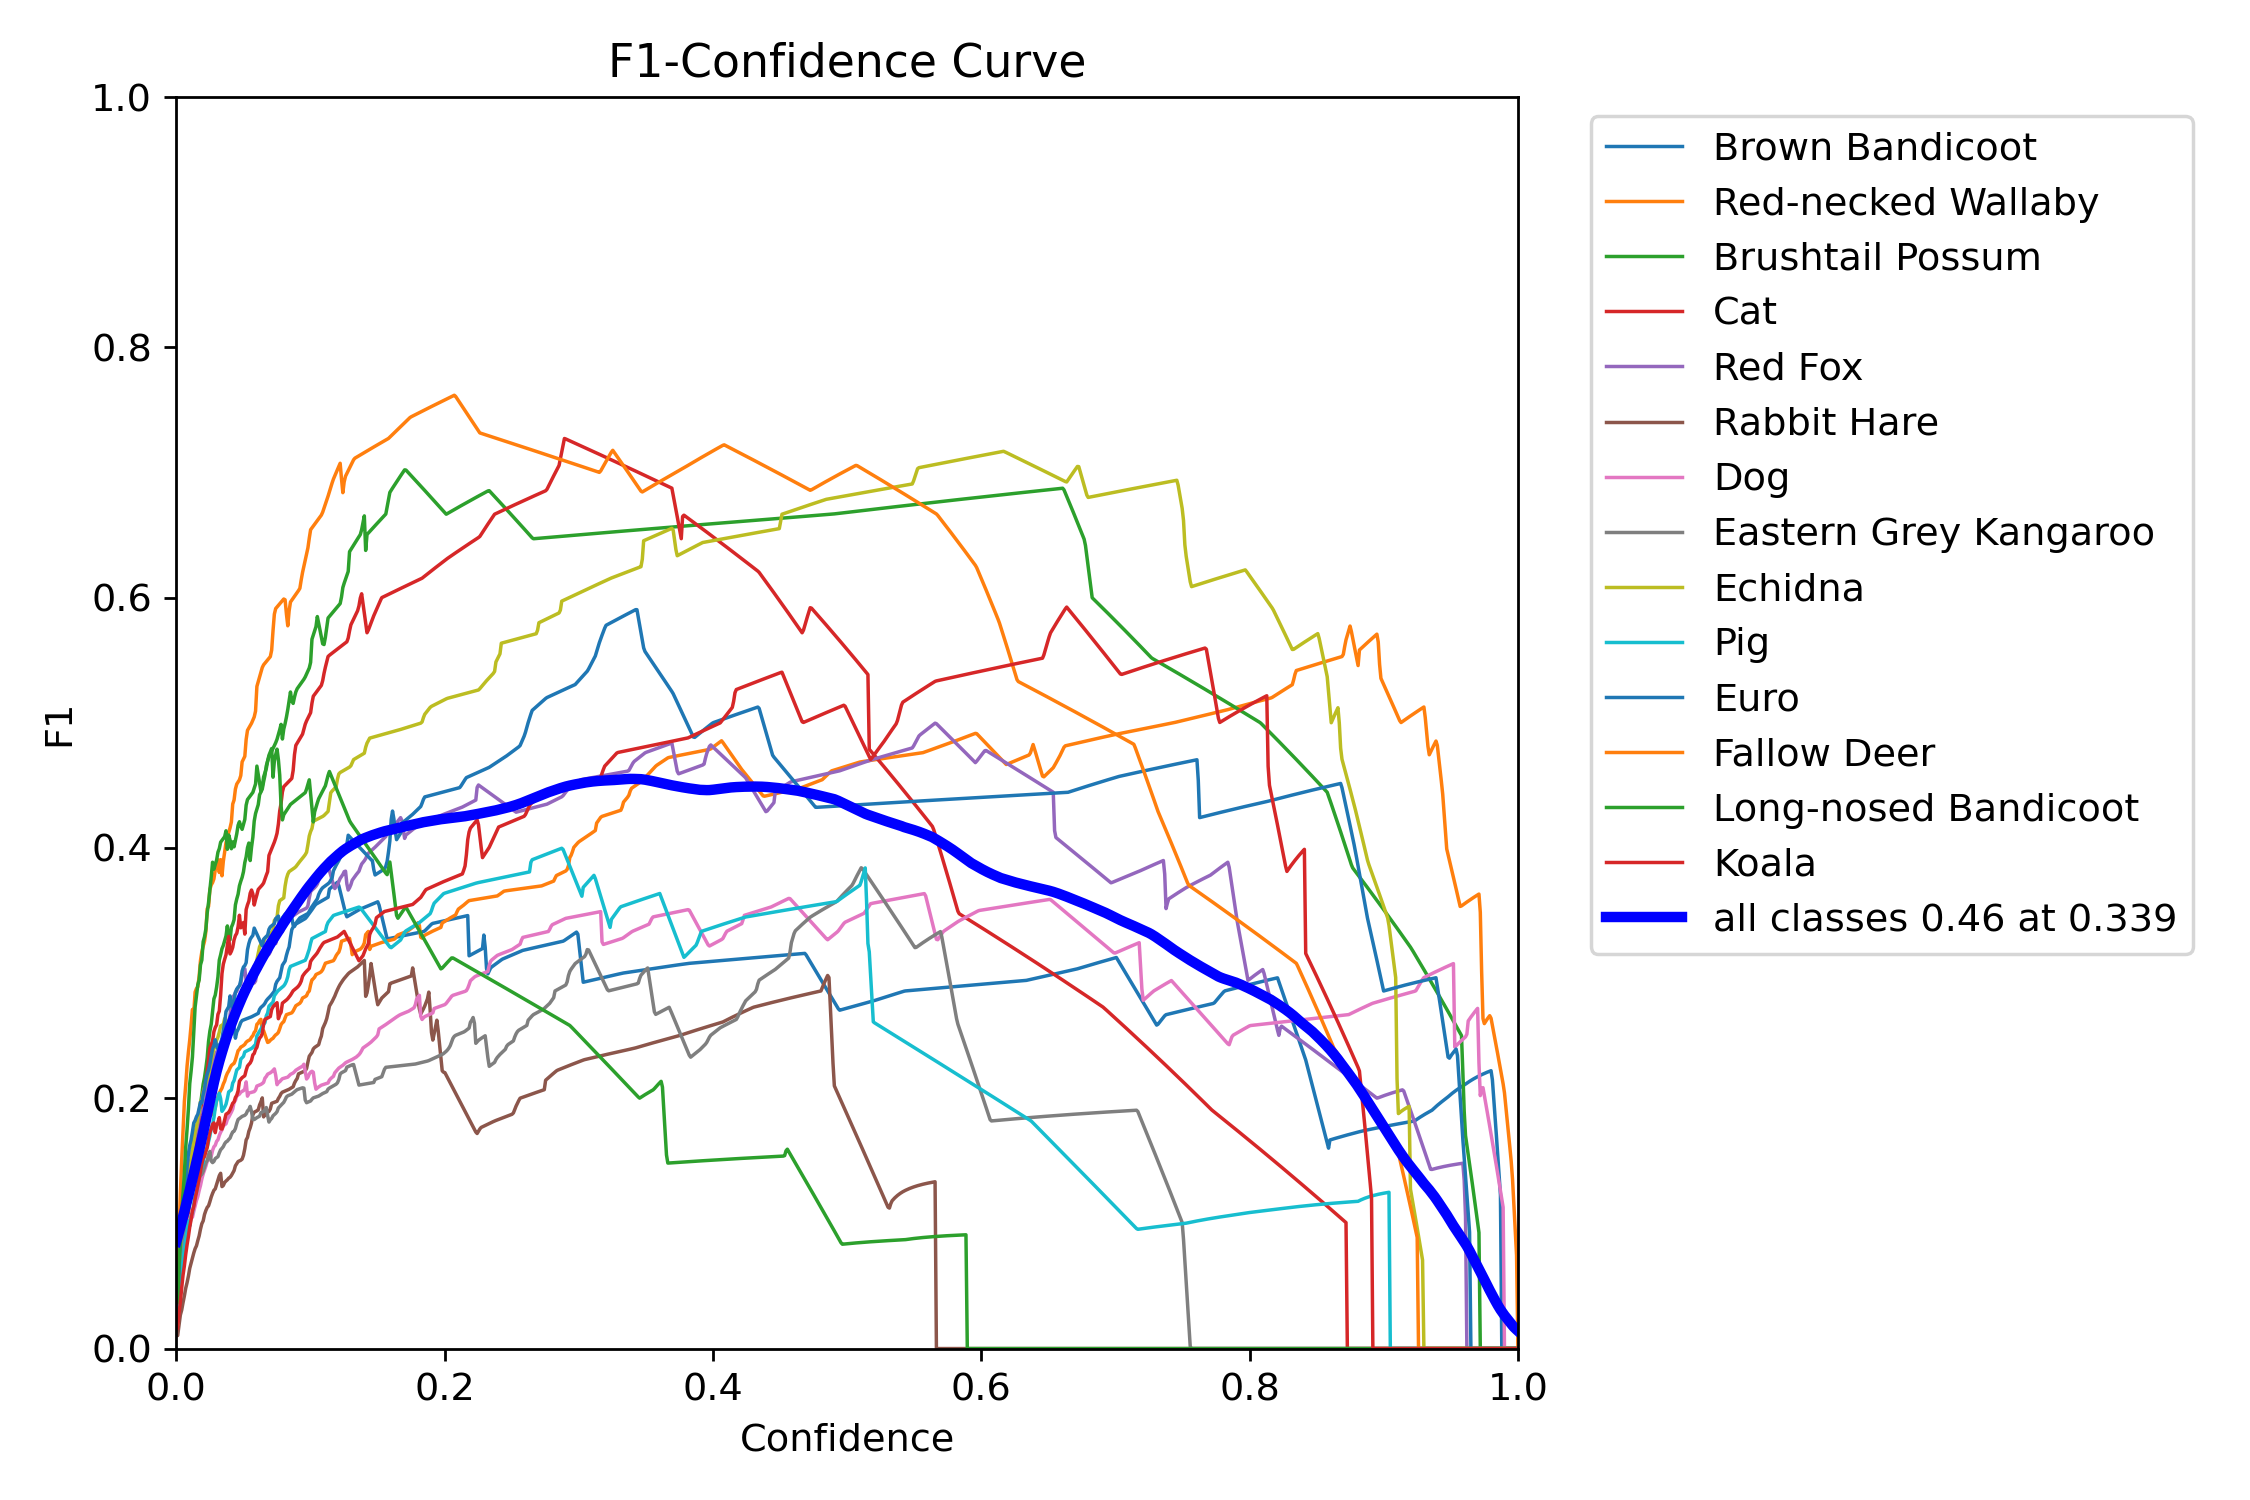 F1-Confidence Curve
1.0
0.8
0.6
0.4
0.2
0.0
F1
0.0 0.2 0.4 0.6 0.8 1.0
Confidence
Brown Bandicoot
Red-necked Wallaby
Brushtail Possum
Cat
Red Fox
Rabbit Hare
Dog
Eastern Grey Kangaroo
Echidna
Pig
Euro
Fallow Deer
Long-nosed Bandicoot
Koala
all classes 0.46 at 0.339